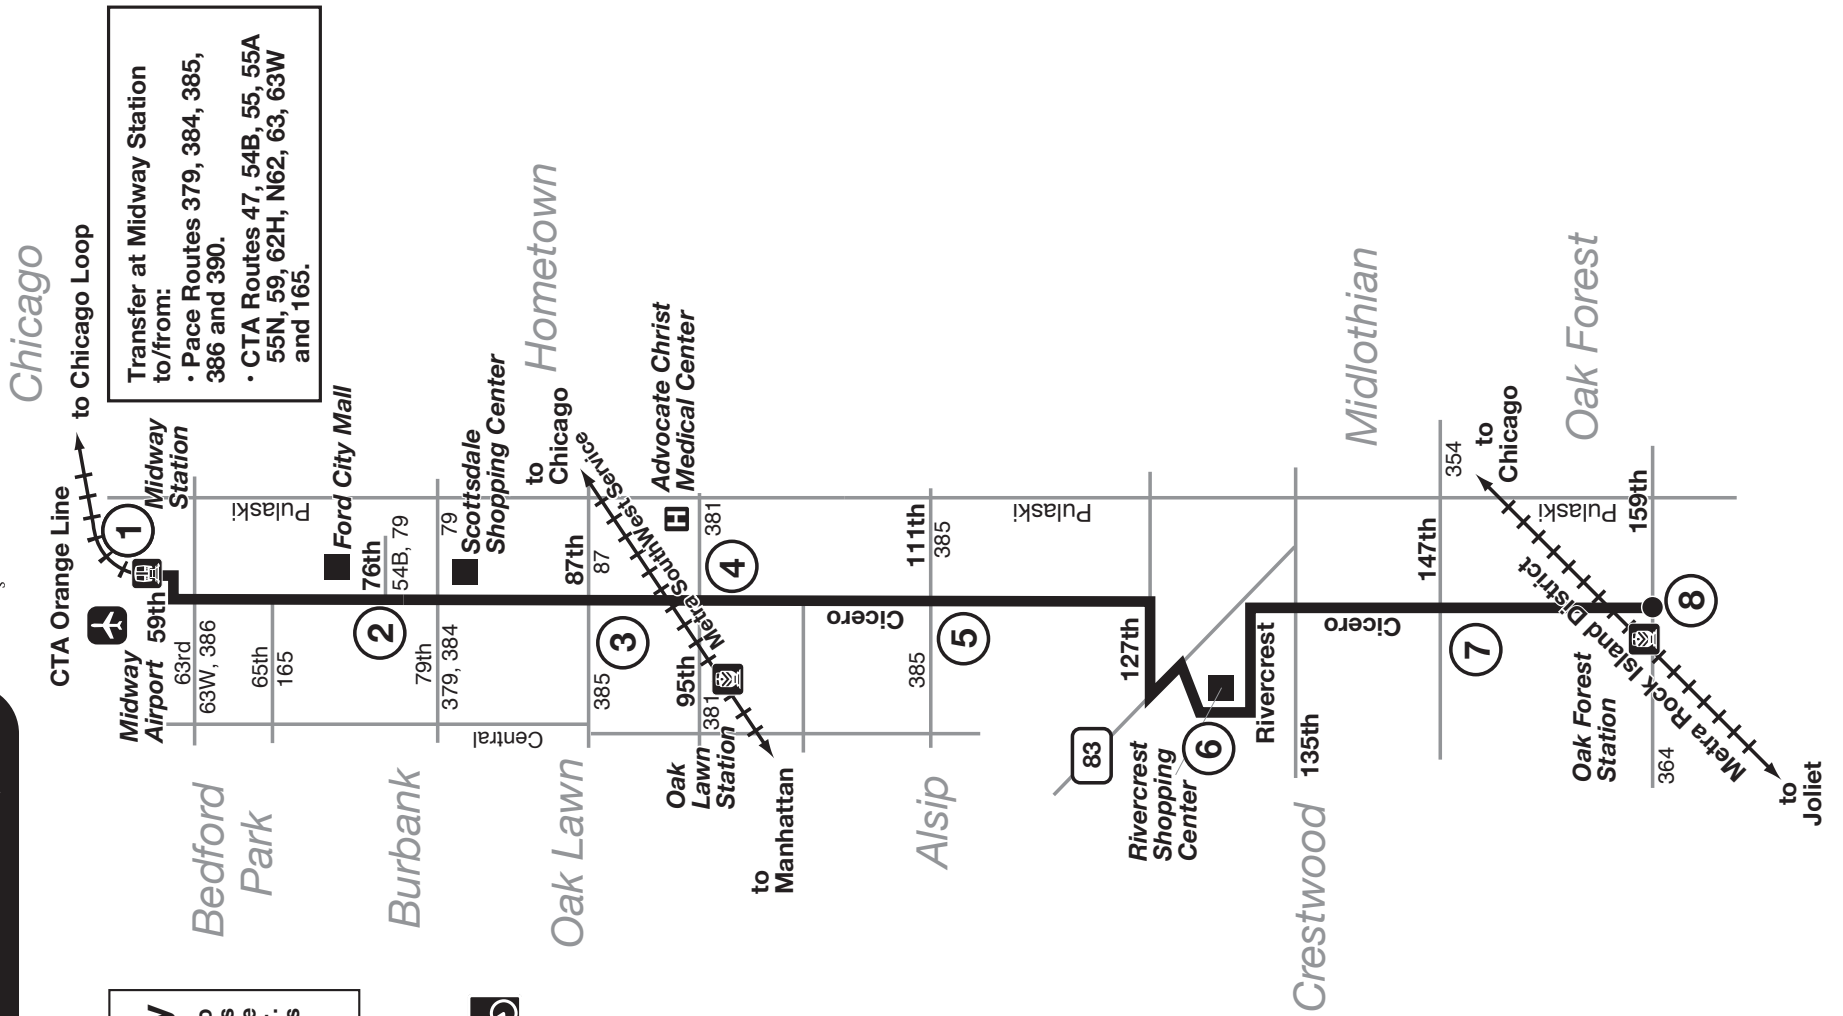 Chicago
to Chicago Loop
CTA Orange Line
Transfer at Midway Station
to/from:
• Pace Routes 379, 384, 385,
386 and 390.
• CTA Routes 47, 54B, 55, 55A
55N, 59, 62H, N62, 63, 63W
and 165.
1
Midway
Station
Midway
Airport
59th
63rd
63W, 386
Pulaski
65th
165
Bedford
Park
Ford City Mall
76th
54B, 79
2
79th
379, 384
79
Scottsdale
Shopping Center
Burbank
Central
Hometown
to
Chicago
87th
87
385
3
Oak Lawn
Metra SouthWest Service
Advocate Christ
Medical Center
H
381
95th
381
4
Oak
Lawn
Station
to
Manhattan
Cicero
111th
385
385
5
Alsip
Pulaski
127th
83
Rivercrest
Shopping
Center
6
Rivercrest
135th
Crestwood
Cicero
Midlothian
147th
354
7
to
Chicago
Oak Forest
Pulaski
159th
Metra Rock Island District
Oak Forest
Station
8
364
to
Joliet